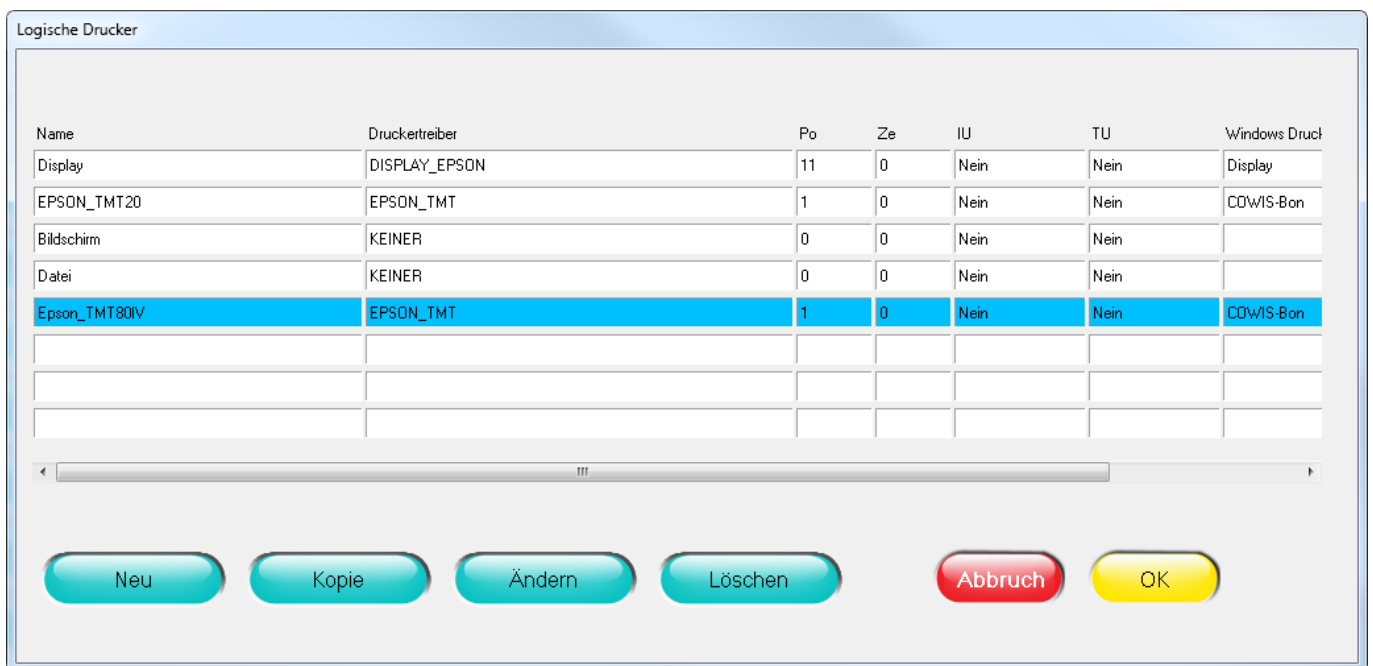 Logische Drucker
Name Druckertreiber Po Ze IU TU Windows Druck
Display DISPLAY_EPSON 11 0 Nein Nein Display
EPSON_TMT20 EPSON_TMT 1 0 Nein Nein COWIS-Bon
Bildschirm KEINER 0 0 Nein Nein
Datei KEINER 0 0 Nein Nein
Epson_TMT80IV EPSON_TMT 1 0 Nein Nein COWIS-Bon
Neu Kopie Ändern Löschen Abbruch OK